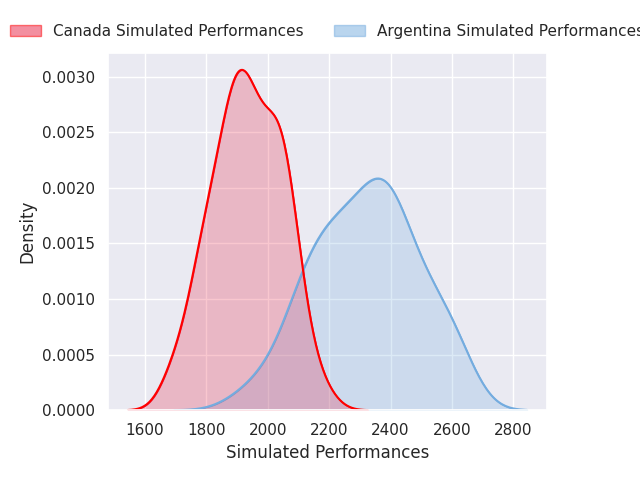 Canada Simulated Performances Argentina Simulated Performances
0.0030
0.0025
0.0020
0.0015
0.0010
0.0005
0.0000
Density
1600 1800 2000 2200 2400 2600 2800
Simulated Performances